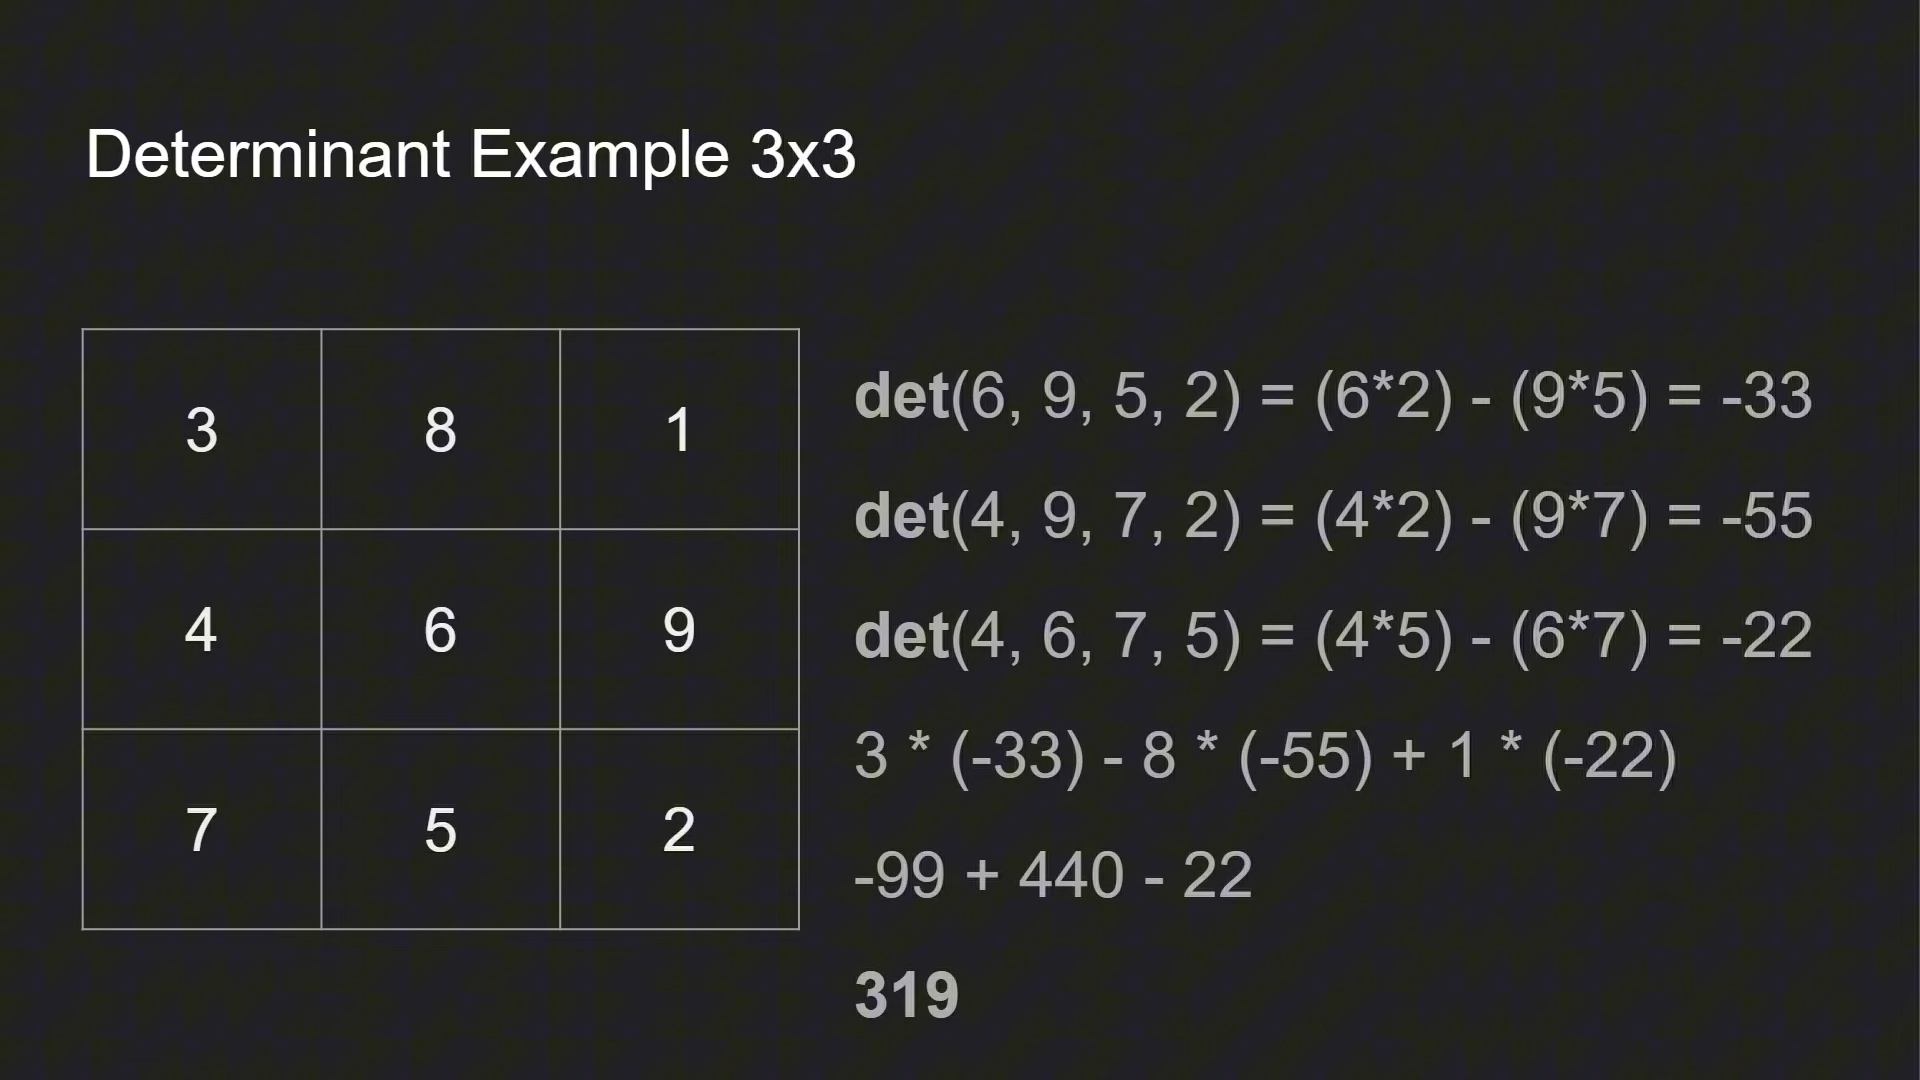 Determinant Example 3x3
3 8 1
4 6 9
7 5 2
det(6, 9, 5, 2) = (6*2) - (9*5) = -33
det(4, 9, 7, 2) = (4*2) - (9*7) = -55
det(4, 6, 7, 5) = (4*5) - (6*7) = -22
3 * (-33) - 8 * (-55) + 1 * (-22)
-99 + 440 - 22
319